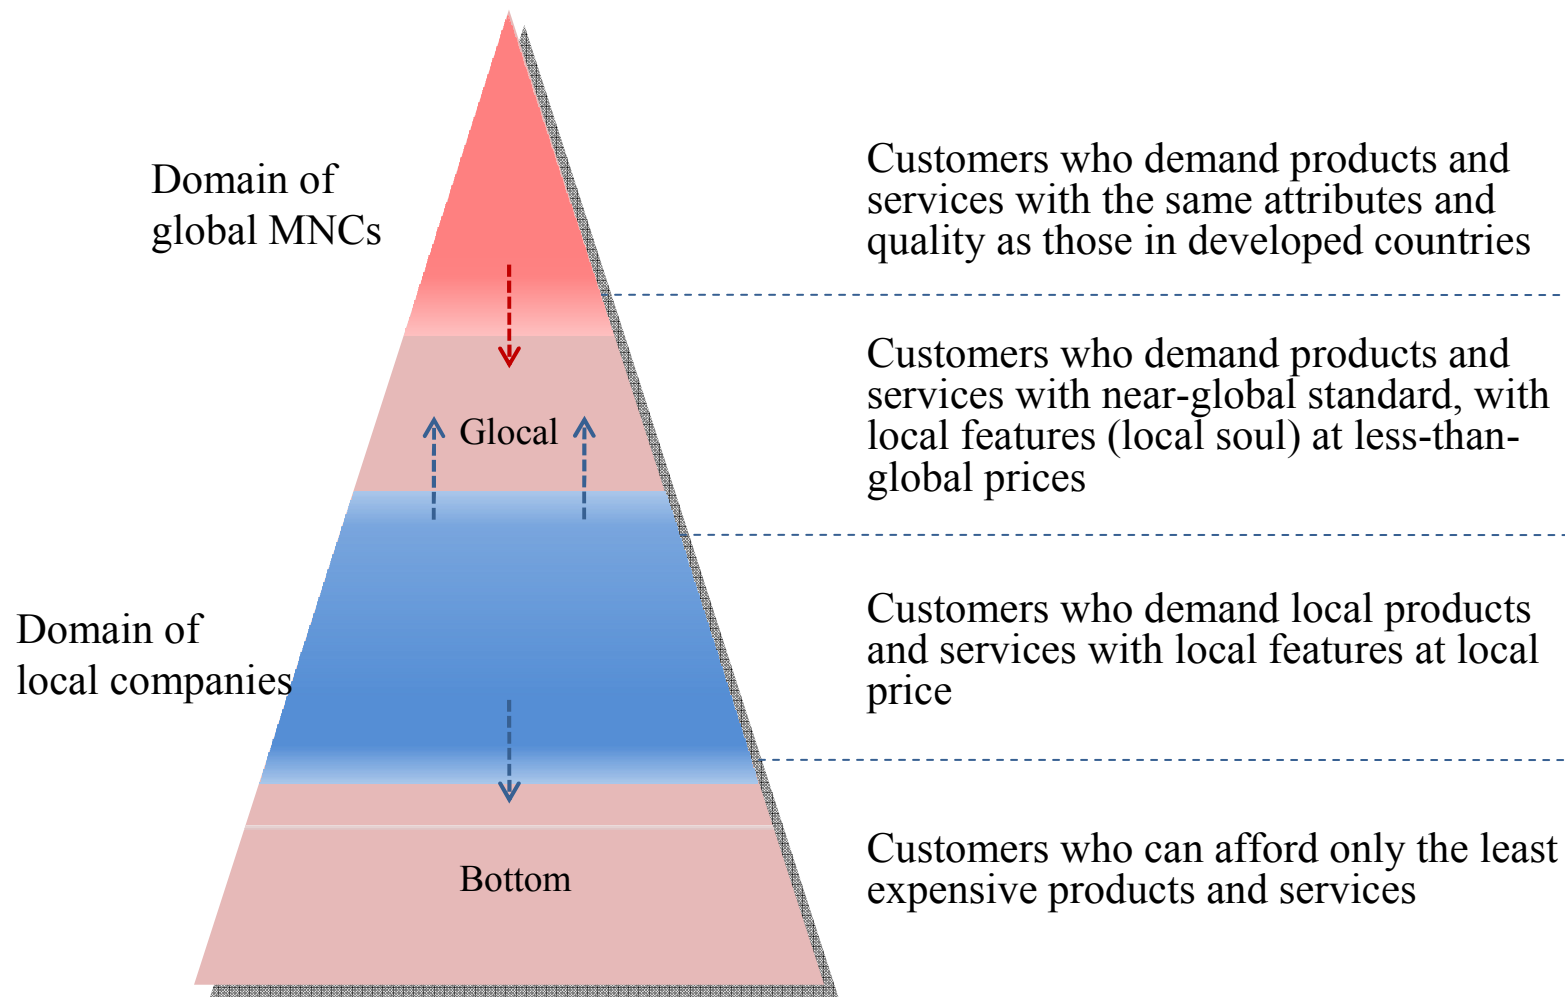 Domain of
global MNCs
Customers who demand products and
services with the same attributes and
quality as those in developed countries
Customers who demand products and
services with near-global standard, with
local features (local soul) at less-than-
global prices
Glocal
Domain of
local companies
Customers who demand local products
and services with local features at local
price
Bottom
Customers who can afford only the least
expensive products and services